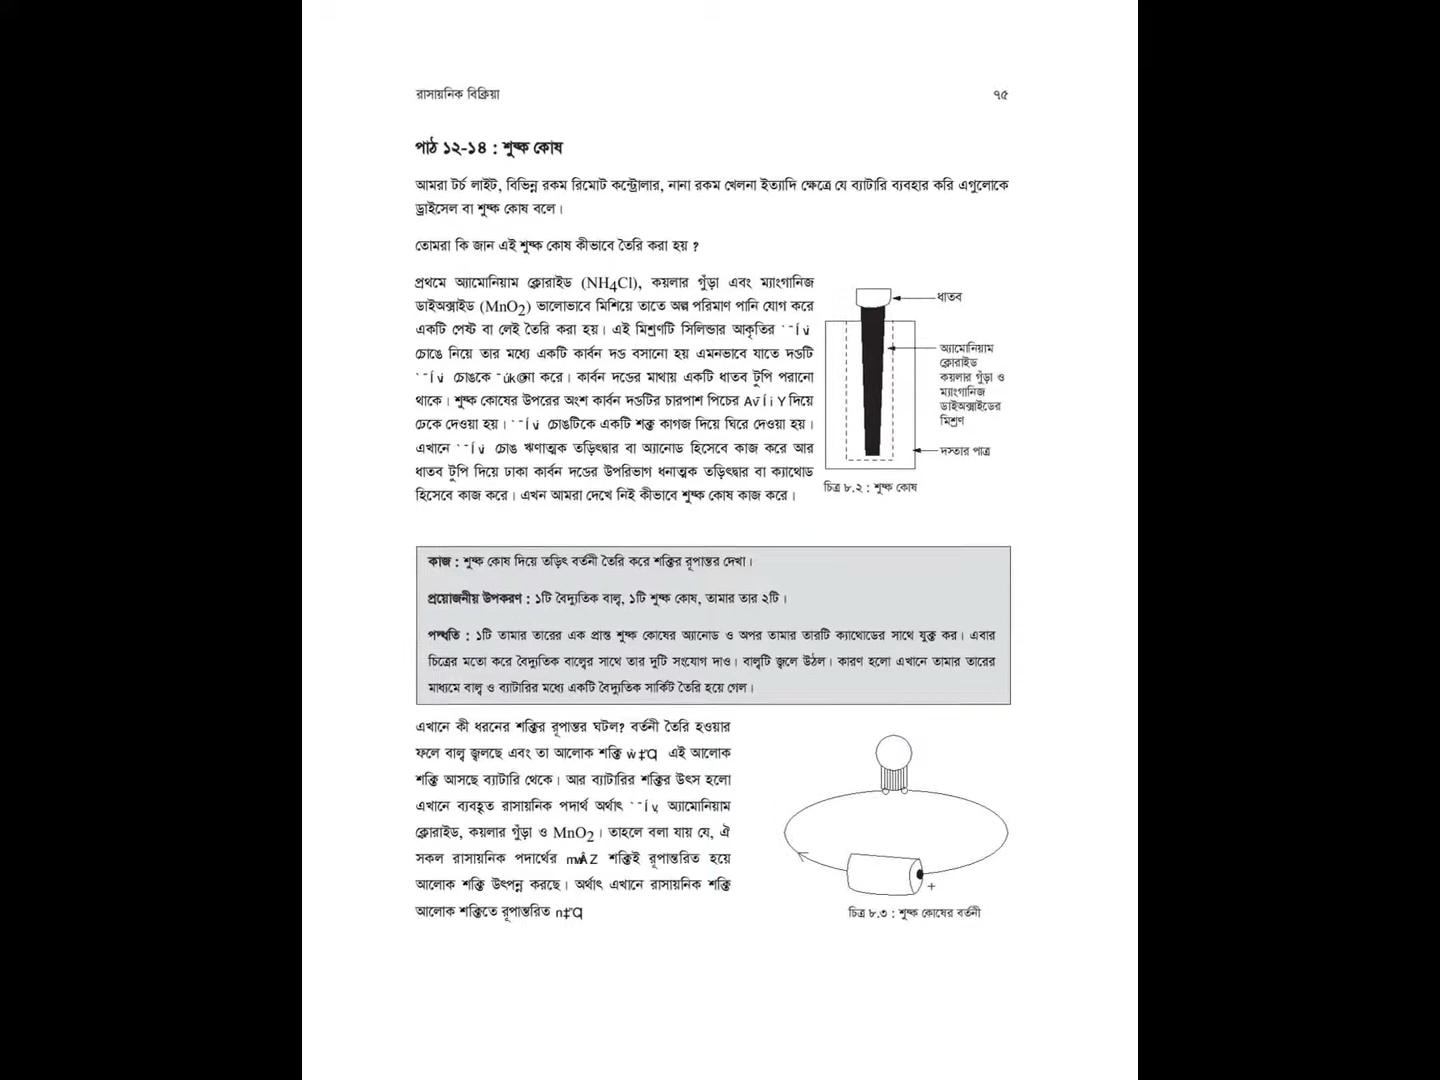 রাসায়নিক বিক্রিয়া ৭৫
পাঠ ১২-১৪ : শুষ্ক কোষ
আমরা টর্চ লাইট, বিভিন্ন রকম রিমোট কন্ট্রোলার, নানা রকম খেলনা ইত্যাদি ক্ষেত্রে যে ব্যাটারি ব্যবহার করি এগুলোকে
ড্রাইসেল বা শুষ্ক কোষ বলে।
তোমরা কি জান এই শুষ্ক কোষ কীভাবে তৈরি করা হয় ?
প্রথমে অ্যামোনিয়াম ক্লোরাইড (NH4Cl), কয়লার গুঁড়া এবং ম্যাংগানিজ
ডাইঅক্সাইড (MnO2) ভালোভাবে মিশিয়ে তাতে অল্প পরিমাণ পানি যোগ করে
একটি পেস্ট বা লেই তৈরি করা হয়। এই মিশ্রণটি সিলিন্ডার আকৃতির
চোঙে নিয়ে তার মধ্যে একটি কার্বন দণ্ড বসানো হয় এমনভাবে যাতে দণ্ডটি
চোঙকে না করে। কার্বন দণ্ডের মাথায় একটি ধাতব টুপি পরানো
থাকে। শুষ্ক কোষের উপরের অংশ কার্বন দণ্ডটির চারপাশ পিচের দিয়ে
ঢেকে দেওয়া হয়। চোঙটিকে একটি শক্ত কাগজ দিয়ে ঘিরে দেওয়া হয়।
এখানে চোঙ ঋণাত্মক তড়িৎদ্বার বা অ্যানোড হিসেবে কাজ করে আর
ধাতব টুপি দিয়ে ঢাকা কার্বন দণ্ডের উপরিভাগ ধনাত্মক তড়িৎদ্বার বা ক্যাথোড
হিসেবে কাজ করে। এখন আমরা দেখে নিই কীভাবে শুষ্ক কোষ কাজ করে।
ধাতব
অ্যামোনিয়াম
ক্লোরাইড
কয়লার গুঁড়া ও
ম্যাংগানিজ
ডাইঅক্সাইডের
মিশ্রণ
দস্তার পাত্র
চিত্র ৮.২ : শুষ্ক কোষ
কাজ : শুষ্ক কোষ দিয়ে তড়িৎ বর্তনী তৈরি করে শক্তির রূপান্তর দেখা।
প্রয়োজনীয় উপকরণ : ১টি বৈদ্যুতিক বাল্ব, ১টি শুষ্ক কোষ, তামার তার ২টি।
পদ্ধতি : ১টি তামার তারের এক প্রান্ত শুষ্ক কোষের অ্যানোড ও অপর তামার তারটি ক্যাথোডের সাথে যুক্ত কর। এবার
চিত্রের মতো করে বৈদ্যুতিক বাল্বের সাথে তার দুটি সংযোগ দাও। বাল্বটি জ্বলে উঠল। কারণ হলো এখানে তামার তারের
মাধ্যমে বাল্ব ও ব্যাটারির মধ্যে একটি বৈদ্যুতিক সার্কিট তৈরি হয়ে গেল।
এখানে কী ধরনের শক্তির রূপান্তর ঘটল? বর্তনী তৈরি হওয়ার
ফলে বাল্ব জ্বলছে এবং তা আলোক শক্তি এই আলোক
শক্তি আসছে ব্যাটারি থেকে। আর ব্যাটারির শক্তির উৎস হলো
এখানে ব্যবহৃত রাসায়নিক পদার্থ অর্থাৎ অ্যামোনিয়াম
ক্লোরাইড, কয়লার গুঁড়া ও MnO2। তাহলে বলা যায় যে, ঐ
সকল রাসায়নিক পদার্থের শক্তিই রূপান্তরিত হয়ে
আলোক শক্তি উৎপন্ন করছে। অর্থাৎ এখানে রাসায়নিক শক্তি
আলোক শক্তিতে রূপান্তরিত
+
চিত্র ৮.৩ : শুষ্ক কোষের বর্তনী